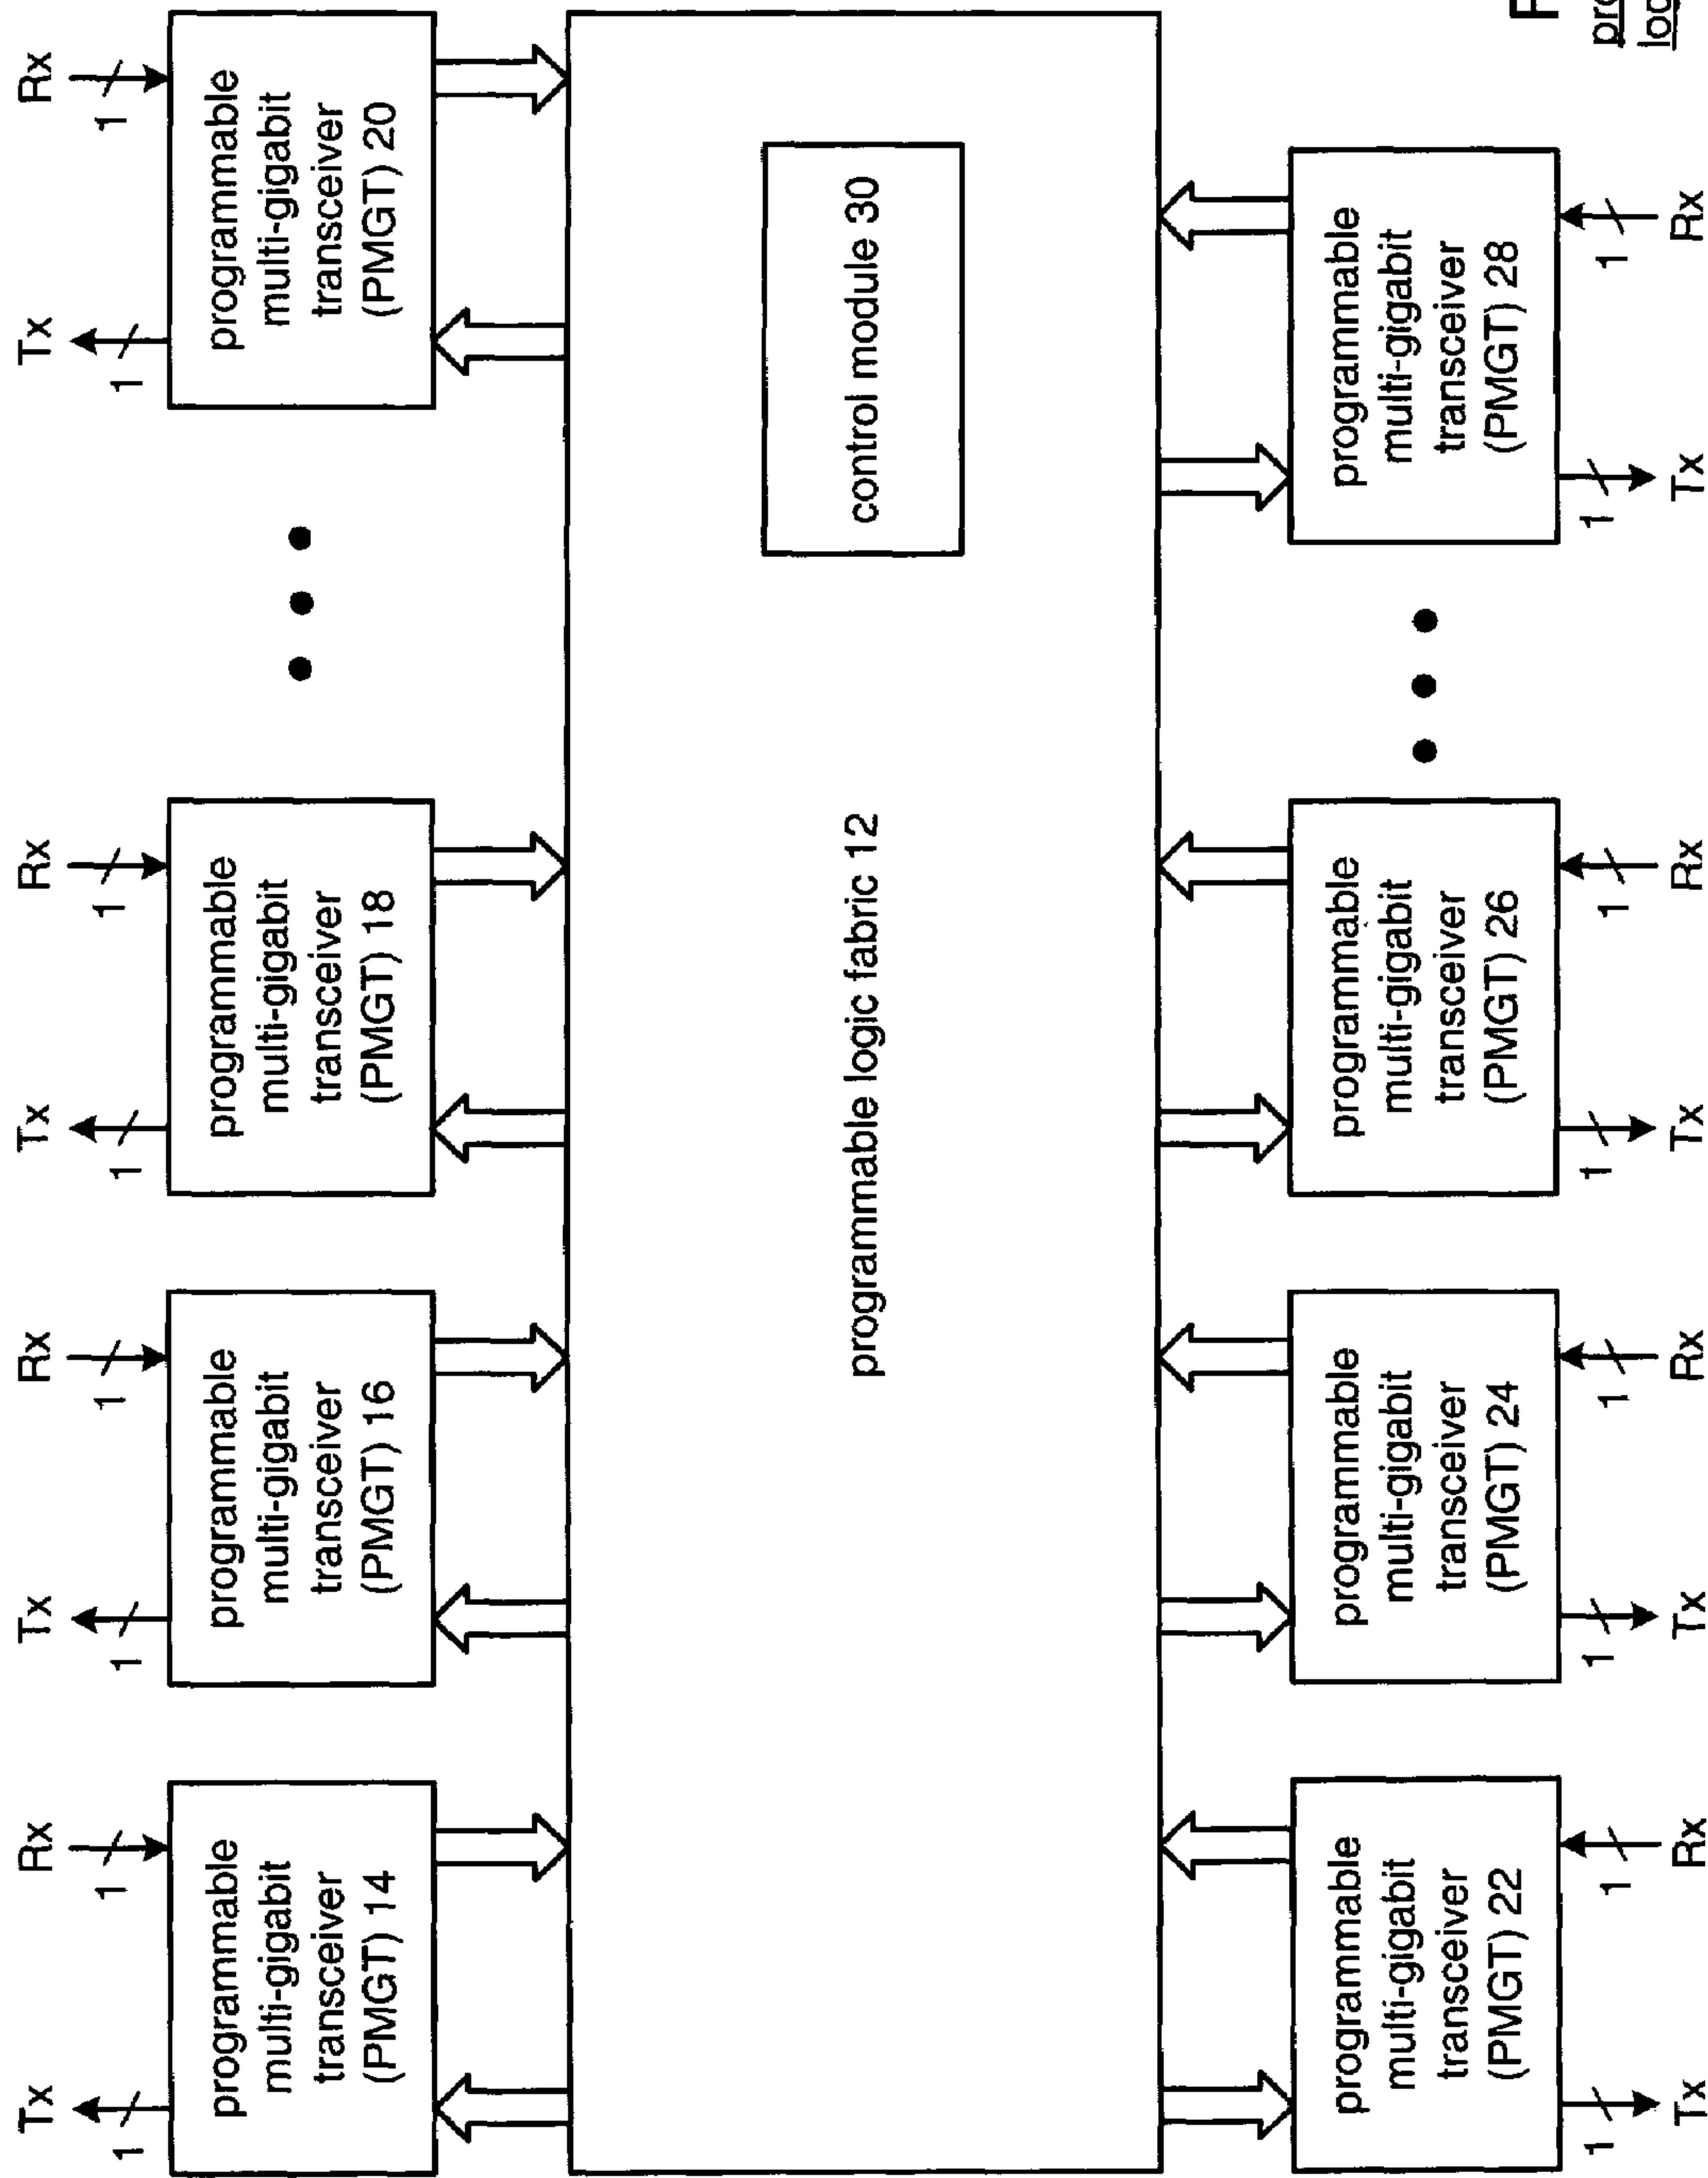 Tx
Rx
Tx
Rx
Tx
Rx
Tx
Rx
1
1
1
1
1
1
1
1
programmable
multi-gigabit
transceiver
(PMGT) 14
programmable
multi-gigabit
transceiver
(PMGT) 16
programmable
multi-gigabit
transceiver
(PMGT) 18
programmable
multi-gigabit
transceiver
(PMGT) 20
programmable logic fabric 12
control module 30
programmable
multi-gigabit
transceiver
(PMGT) 22
programmable
multi-gigabit
transceiver
(PMGT) 24
programmable
multi-gigabit
transceiver
(PMGT) 26
programmable
multi-gigabit
transceiver
(PMGT) 28
1
1
1
1
1
1
1
1
Tx
Rx
Tx
Rx
Tx
Rx
Tx
Rx